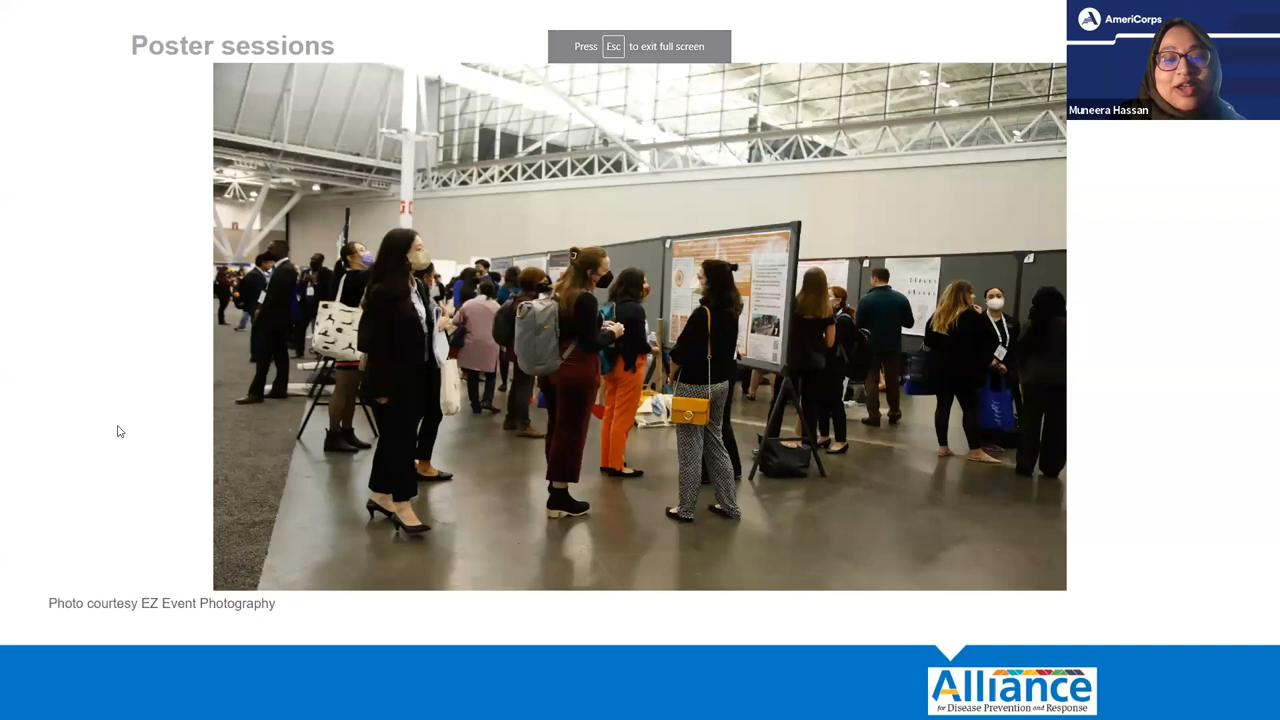 Poster sessions
Press Esc to exit full screen
AmeriCorps
Muneera Hassan
Photo courtesy EZ Event Photography
Alliance
for Disease Prevention and Response